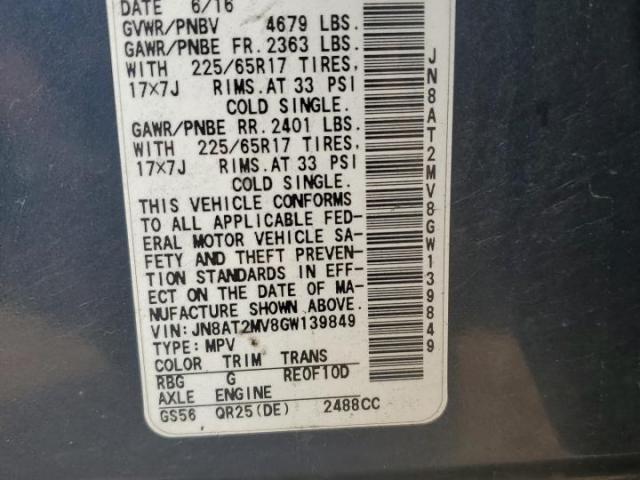 DATE 6/16
GVWR/PNBV 4679 LBS.
GAWR/PNBE FR. 2363 LBS.
WITH 225/65R17 TIRES,
17×7J RIMS. AT 33 PSI
COLD SINGLE.
GAWR/PNBE RR. 2401 LBS.
WITH 225/65R17 TIRES,
17×7J RIMS. AT 33 PSI
COLD SINGLE.
THIS VEHICLE CONFORMS
TO ALL APPLICABLE FED-
ERAL MOTOR VEHICLE SA-
FETY AND THEFT PREVEN-
TION STANDARDS IN EFF-
ECT ON THE DATE OF MA-
NUFACTURE SHOWN ABOVE.
VIN: JN8AT2MV8GW139849
TYPE: MPV
COLOR TRIM TRANS
RBG G RE0F10D
AXLE ENGINE
GS56 QR25(DE) 2488CC
JN8AT2MV8GW139849